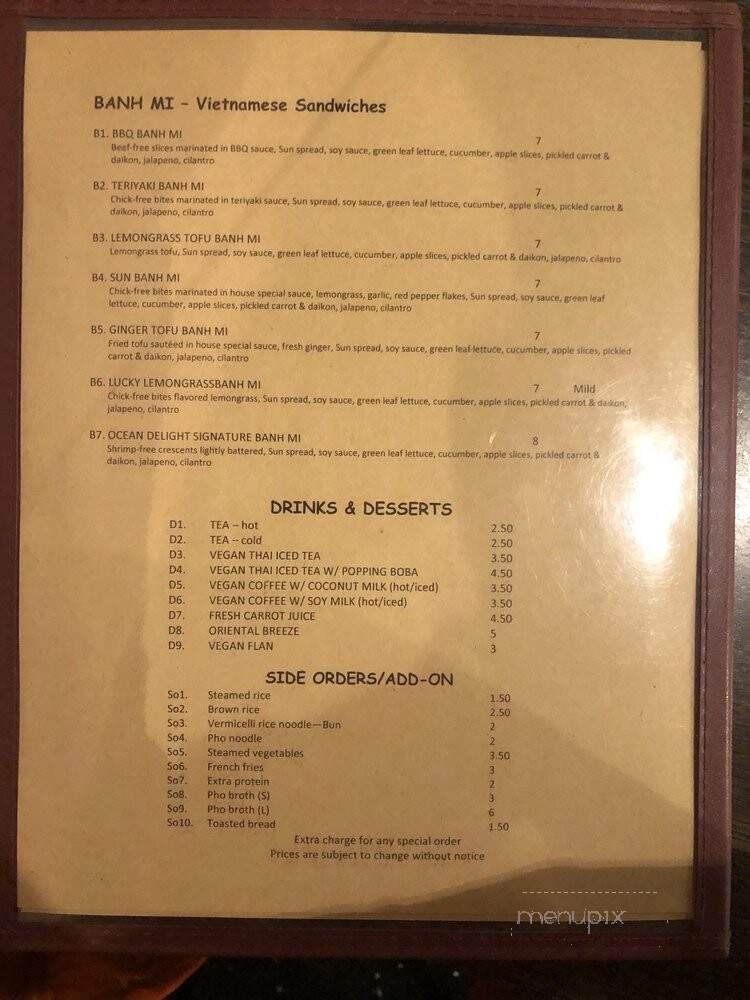 BANH MI – Vietnamese Sandwiches
B1. BBQ BANH MI 7
Beef-free slices marinated in BBQ sauce, Sun spread, soy sauce, green leaf lettuce, cucumber, apple slices, pickled carrot &
daikon, jalapeno, cilantro
B2. TERIYAKI BANH MI 7
Chick-free bites marinated in teriyaki sauce, Sun spread, soy sauce, green leaf lettuce, cucumber, apple slices, pickled carrot &
daikon, jalapeno, cilantro
B3. LEMONGRASS TOFU BANH MI 7
Lemongrass tofu, Sun spread, soy sauce, green leaf lettuce, cucumber, apple slices, pickled carrot & daikon, jalapeno, cilantro
B4. SUN BANH MI 7
Chick-free bites marinated in house special sauce, lemongrass, garlic, red pepper flakes, Sun spread, soy sauce, green leaf
lettuce, cucumber, apple slices, pickled carrot & daikon, jalapeno, cilantro
B5. GINGER TOFU BANH MI 7
Fried tofu sautéed in house special sauce, fresh ginger, Sun spread, soy sauce, green leaf lettuce, cucumber, apple slices, pickled
carrot & daikon, jalapeno, cilantro
B6. LUCKY LEMONGRASSBANH MI 7 Mild
Chick-free bites flavored lemongrass, Sun spread, soy sauce, green leaf lettuce, cucumber, apple slices, pickled carrot & daikon,
jalapeno, cilantro
B7. OCEAN DELIGHT SIGNATURE BANH MI 8
Shrimp-free crescents lightly battered, Sun spread, soy sauce, green leaf lettuce, cucumber, apple slices, pickled carrot &
daikon, jalapeno, cilantro
DRINKS & DESSERTS
D1. TEA – hot 2.50
D2. TEA – cold 2.50
D3. VEGAN THAI ICED TEA 3.50
D4. VEGAN THAI ICED TEA W/ POPPING BOBA 4.50
D5. VEGAN COFFEE W/ COCONUT MILK (hot/iced) 3.50
D6. VEGAN COFFEE W/ SOY MILK (hot/iced) 3.50
D7. FRESH CARROT JUICE 4.50
D8. ORIENTAL BREEZE 5
D9. VEGAN FLAN 3
SIDE ORDERS/ADD-ON
So1. Steamed rice 1.50
So2. Brown rice 2.50
So3. Vermicelli rice noodle—Bun 2
So4. Pho noodle 2
So5. Steamed vegetables 3.50
So6. French fries 3
So7. Extra protein 2
So8. Pho broth (S) 3
So9. Pho broth (L) 6
So10. Toasted bread 1.50
Extra charge for any special order
Prices are subject to change without notice
menupix